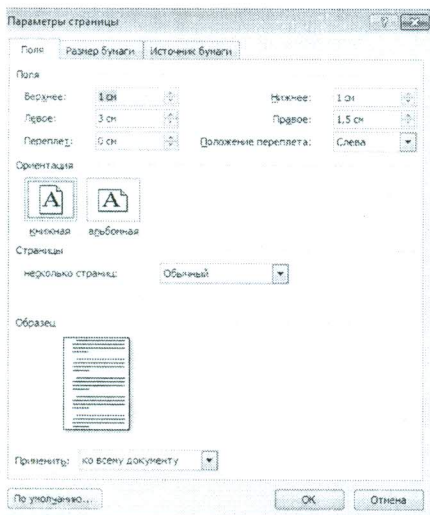 Параметры страницы
Поля Размер бумаги Источник бумаги
Поля
Верхнее: 1 см Нижнее: 1 см
Левое: 3 см Правое: 1,5 см
Переплет: 0 см Положение переплета: Слева
Ориентация
A A
книжная альбомная
Страницы
несколько страниц: Обычный
Образец
Применить: ко всему документу
По умолчанию... ОК Отмена